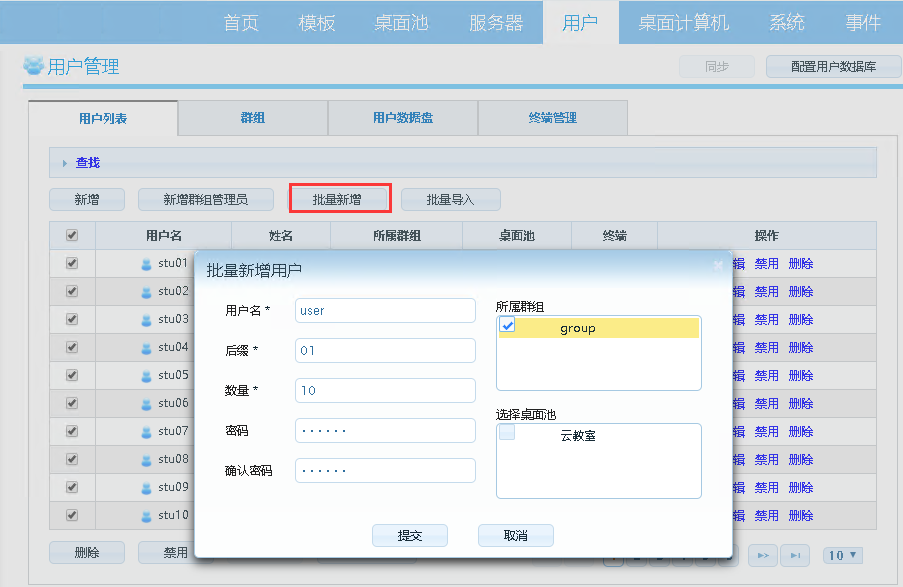 首页 模板 桌面池 服务器 用户 桌面计算机 系统 事件
用户管理 同步 配置用户数据库
用户列表 群组 用户数据盘 终端管理
查找
新增 新增群组管理员 批量新增 批量导入
用户名 姓名 所属群组 桌面池 终端 操作
stu01 辑 禁用 删除
stu02 辑 禁用 删除
stu03 辑 禁用 删除
stu04 辑 禁用 删除
stu05 辑 禁用 删除
stu06 辑 禁用 删除
stu07 辑 禁用 删除
stu08 辑 禁用 删除
stu09 辑 禁用 删除
stu10 辑 禁用 删除
批量新增用户
用户名 * user
后缀 * 01
数量 * 10
密码 ······
确认密码 ······
所属群组
group
选择桌面池
云教室
提交 取消
删除 禁用 10